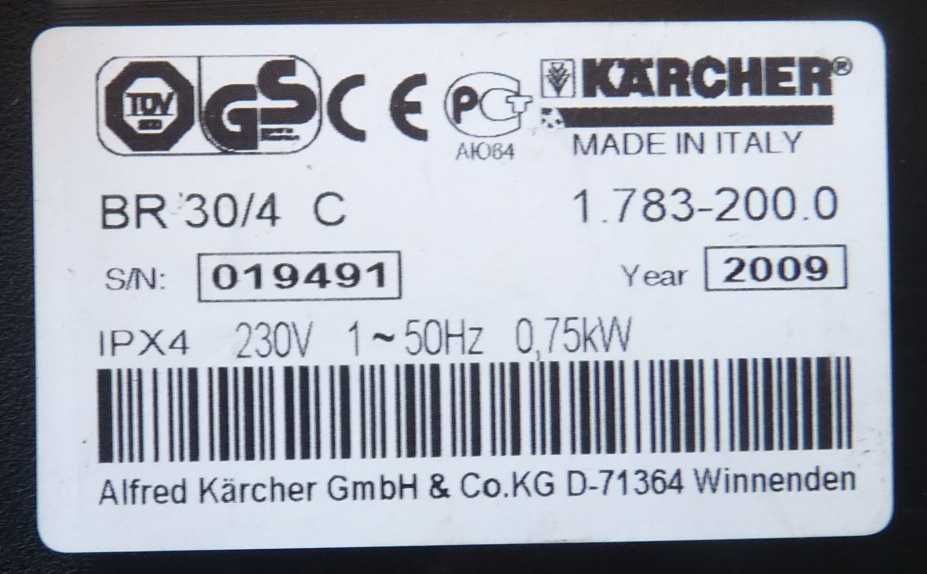 TÜV GS CE PCT KÄRCHER®
АЮ64 MADE IN ITALY
BR 30/4 C 1.783-200.0
S/N: 019491 Year 2009
IPX4 230V 1~50Hz 0,75kW
Alfred Kärcher GmbH & Co.KG D-71364 Winnenden